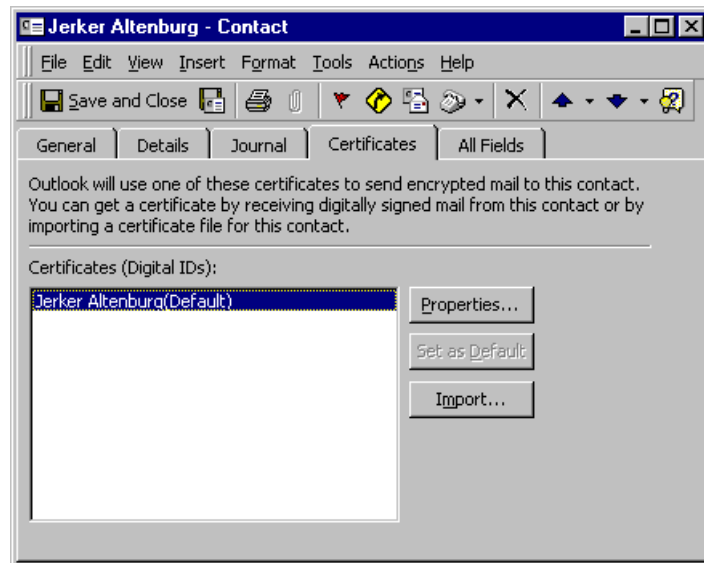 Jerker Altenburg - Contact
File Edit View Insert Format Tools Actions Help
Save and Close
General Details Journal Certificates All Fields
Outlook will use one of these certificates to send encrypted mail to this contact.
You can get a certificate by receiving digitally signed mail from this contact or by
importing a certificate file for this contact.
Certificates (Digital IDs):
Jerker Altenburg(Default)
Properties...
Set as Default
Import...